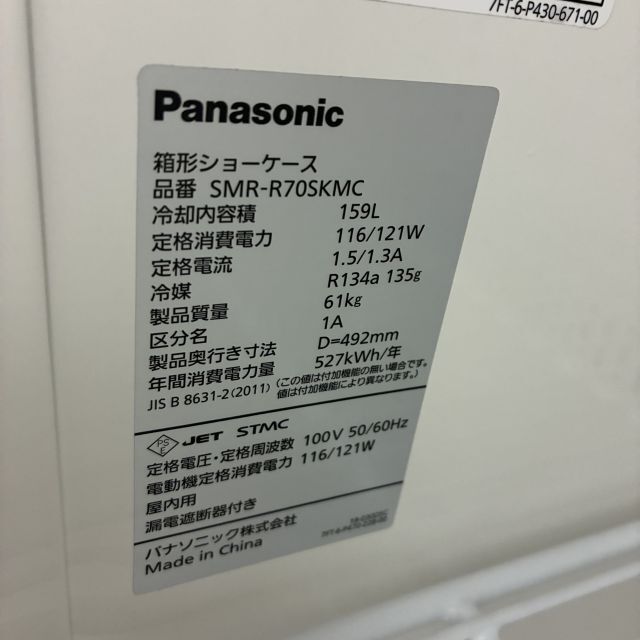 7FT-6-P430-671-00
Panasonic
箱形ショーケース
品番 SMR-R70SKMC
冷却内容積 159L
定格消費電力 116/121W
定格電流 1.5/1.3A
冷媒 R134a 135g
製品質量 61kg
区分名 1A
製品奥行き寸法 D=492mm
年間消費電力量 527kWh/年
JIS B 8631-2(2011) (この値は付加機能の無い場合です。
値は付加機能により異なります。)
PSE JET STMC
定格電圧・定格周波数 100V 50/60Hz
電動機定格消費電力 116/121W
屋内用
漏電遮断器付き
パナソニック株式会社
Made in China